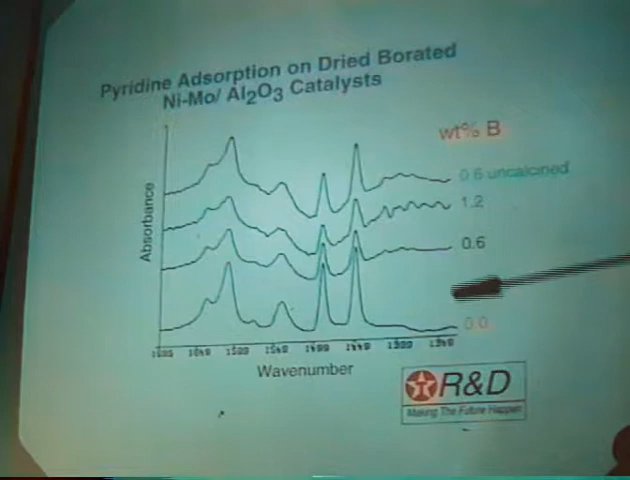 Pyridine Adsorption on Dried Borated
Ni-Mo/ Al2O3 Catalysts
wt% B
0.6 uncalcined
1.2
0.6
0.0
Absorbance
Wavenumber
R&D
Making The Future Happen